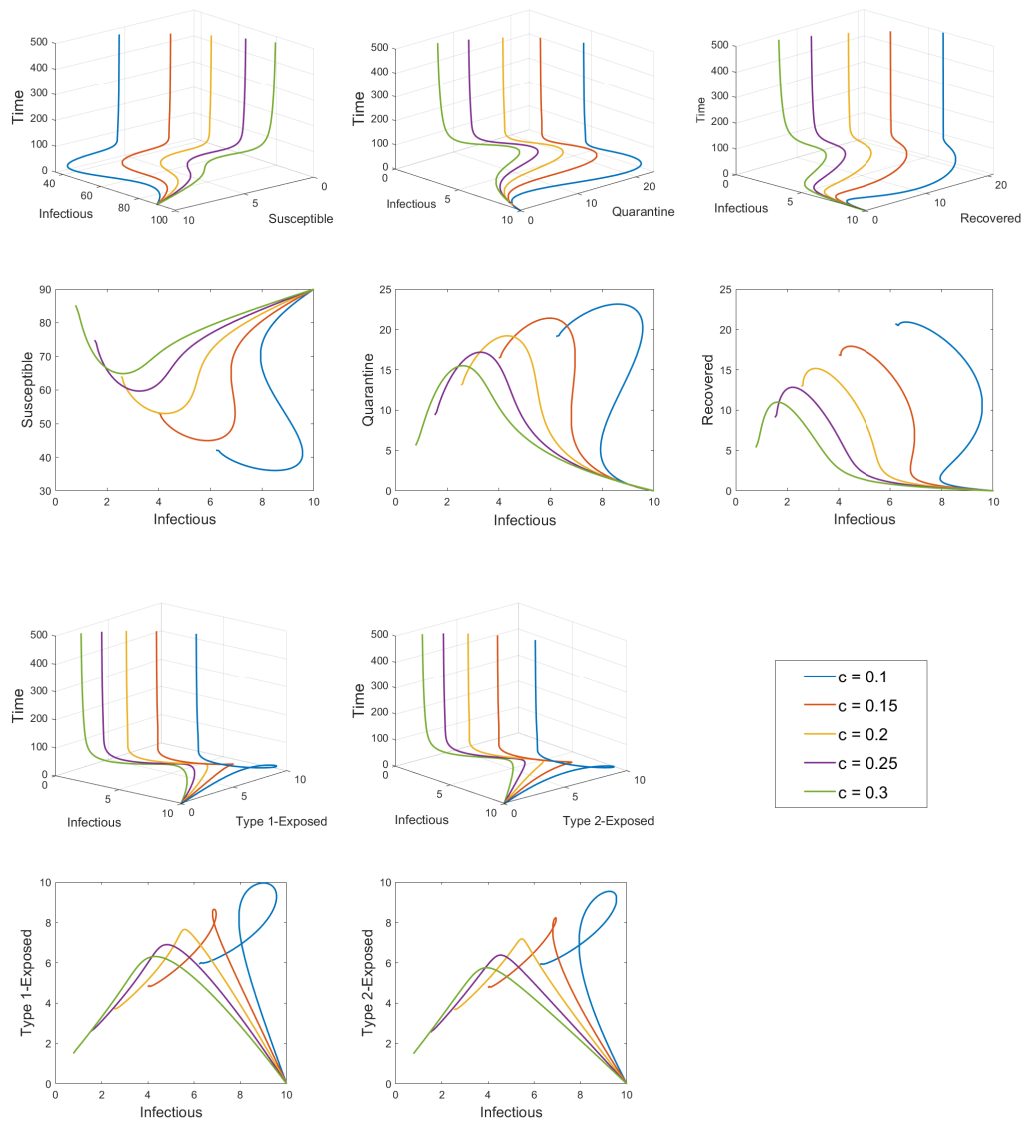 500
400
300
200
100
0
Time
40
60
80
100
Infectious
10
5
0
Susceptible
500
400
300
200
100
0
Time
0
5
10
Infectious
0
10
20
Quarantine
500
400
300
200
100
0
Time
0
5
10
Infectious
0
10
20
Recovered
90
80
70
60
50
40
30
Susceptible
0 2 4 6 8 10
Infectious
25
20
15
10
5
0
Quarantine
0 2 4 6 8 10
Infectious
25
20
15
10
5
0
Recovered
0 2 4 6 8 10
Infectious
500
400
300
200
100
0
Time
0
5
10
Infectious
0
5
10
Type 1-Exposed
500
400
300
200
100
0
Time
0
5
10
Infectious
0
5
10
Type 2-Exposed
c = 0.1
c = 0.15
c = 0.2
c = 0.25
c = 0.3
10
8
6
4
2
0
Type 1-Exposed
0 2 4 6 8 10
Infectious
10
8
6
4
2
0
Type 2-Exposed
0 2 4 6 8 10
Infectious